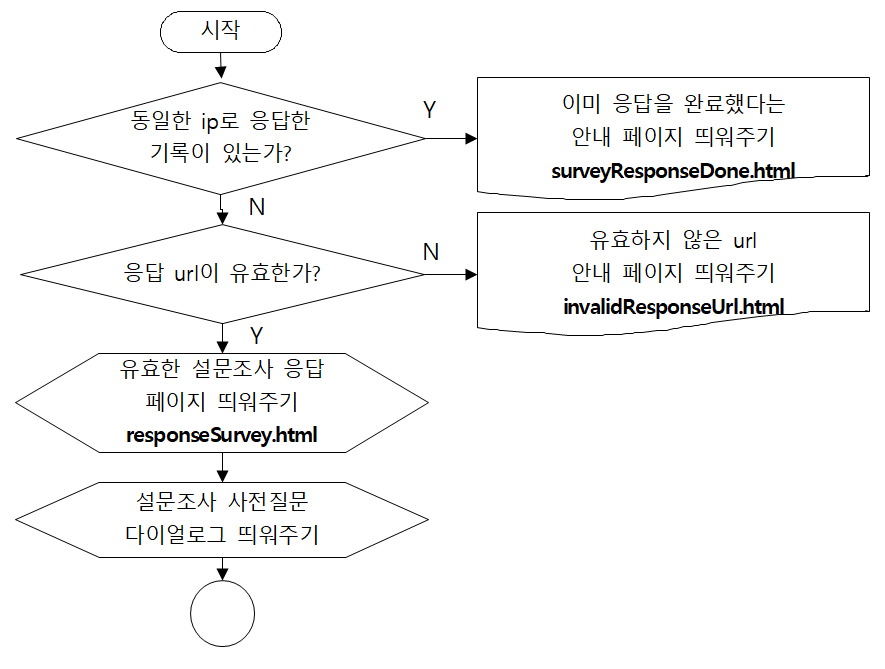 시작
동일한 ip로 응답한
기록이 있는가?
Y
이미 응답을 완료했다는
안내 페이지 띄워주기
surveyResponseDone.html
N
응답 url이 유효한가?
N
유효하지 않은 url
안내 페이지 띄워주기
invalidResponseUrl.html
Y
유효한 설문조사 응답
페이지 띄워주기
responseSurvey.html
설문조사 사전질문
다이얼로그 띄워주기